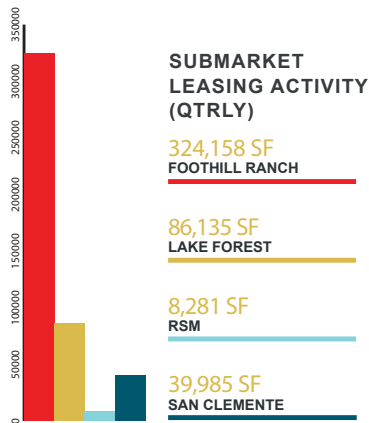 350000
300000
250000
200000
150000
100000
50000
0
SUBMARKET
LEASING ACTIVITY
(QTRLY)
324,158 SF
FOOTHILL RANCH
86,135 SF
LAKE FOREST
8,281 SF
RSM
39,985 SF
SAN CLEMENTE